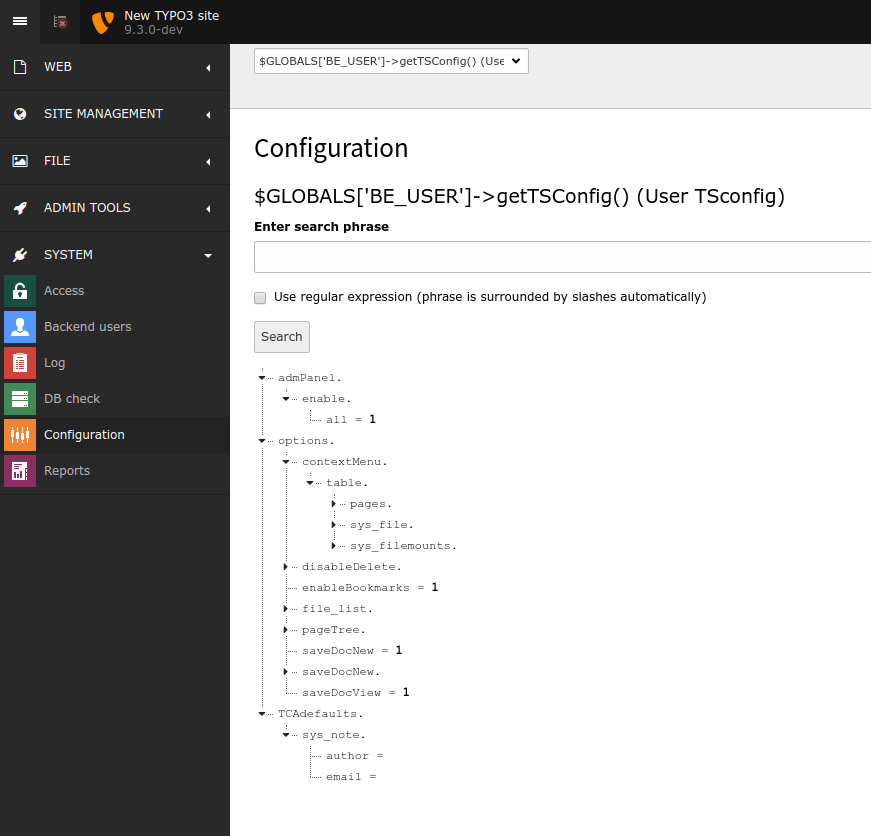 New TYPO3 site
9.3.0-dev
WEB
SITE MANAGEMENT
FILE
ADMIN TOOLS
SYSTEM
Access
Backend users
Log
DB check
Configuration
Reports
$GLOBALS['BE_USER']->getTSConfig() (Use
Configuration
$GLOBALS['BE_USER']->getTSConfig() (User TSconfig)
Enter search phrase
Use regular expression (phrase is surrounded by slashes automatically)
Search
admPanel.
enable.
all = 1
options.
contextMenu.
table.
pages.
sys_file.
sys_filemounts.
disableDelete.
enableBookmarks = 1
file_list.
pageTree.
saveDocNew = 1
saveDocNew.
saveDocView = 1
TCAdefaults.
sys_note.
author =
email =